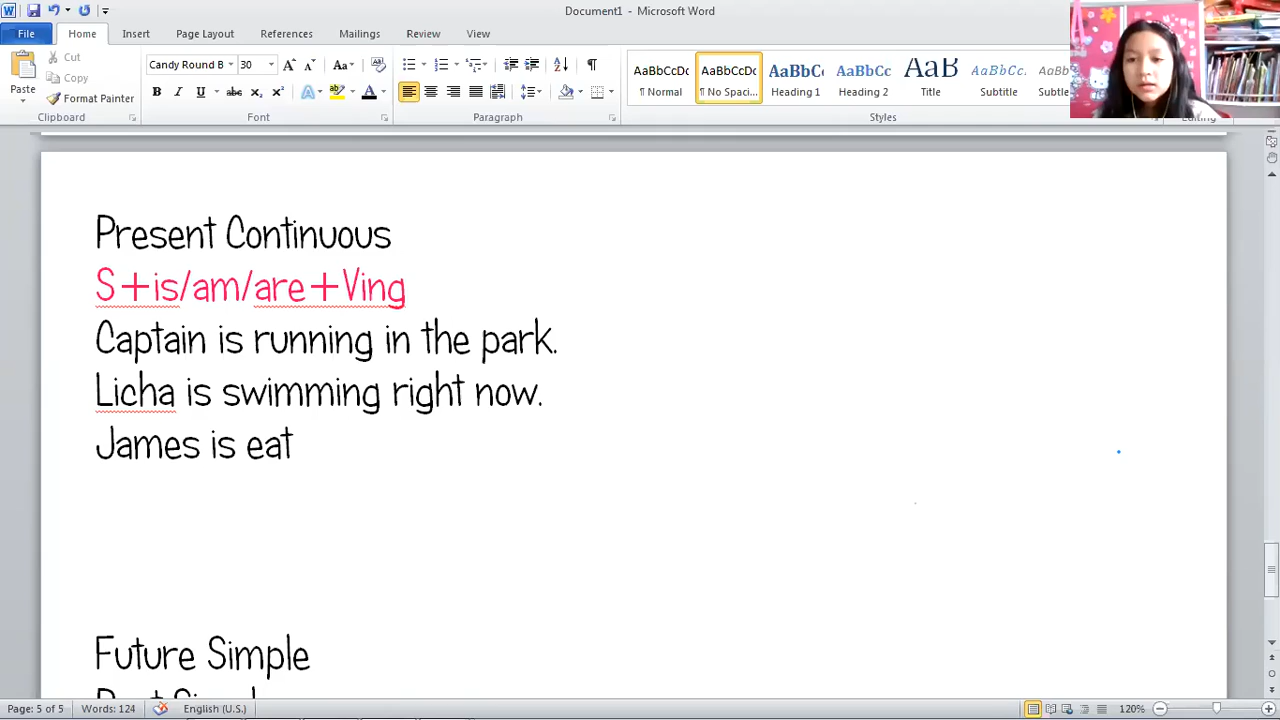 Document1 - Microsoft Word
File Home Insert Page Layout References Mailings Review View
Paste
Cut
Copy
Format Painter
Clipboard
Candy Round B 30
Font
Paragraph
AaBbCcDc AaBbCcDc AaBbCc AaBbCc AaB AaBbCc.
¶ Normal ¶ No Spaci... Heading 1 Heading 2 Title Subtitle Subtle
Styles
Present Continuous
S+is/am/are+Ving
Captain is running in the park.
Licha is swimming right now.
James is eat
Future Simple
Page: 5 of 5 Words: 124 English (U.S.) 120%